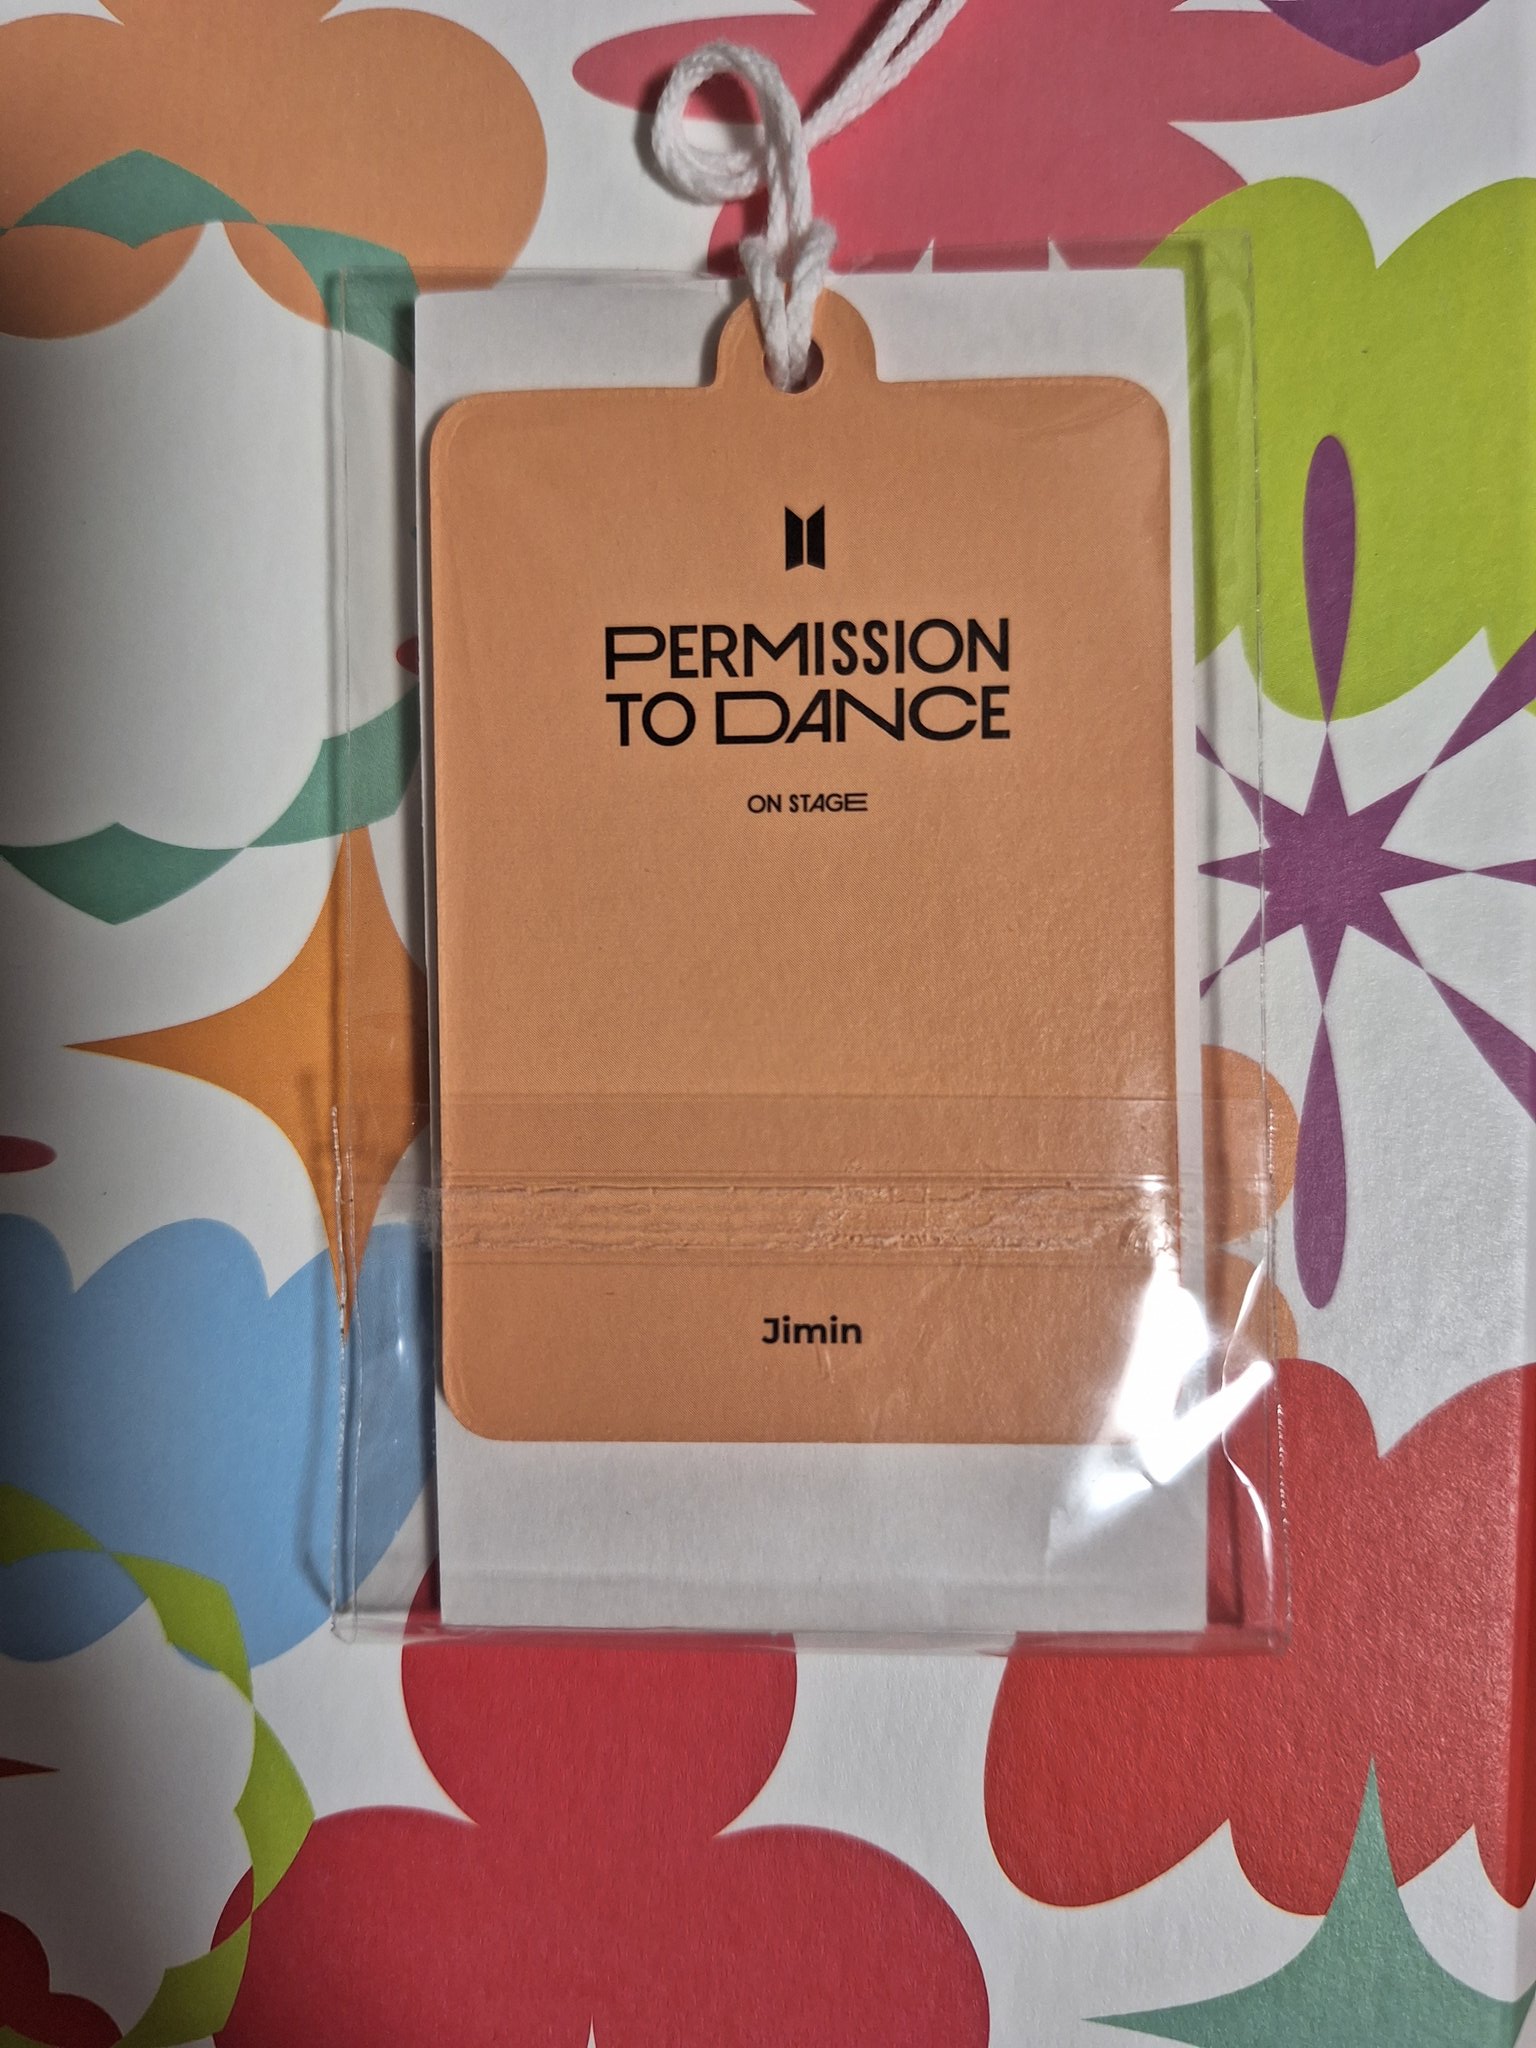 PERMISSION
TO DANCE
ON STAGE
Jimin